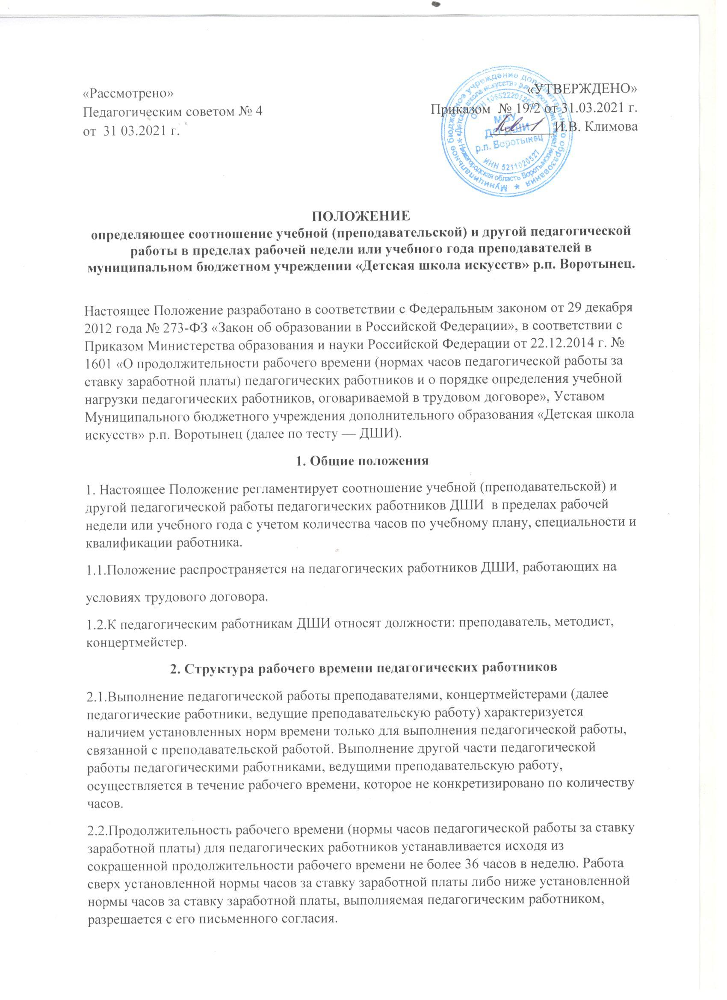 «Рассмотрено»
Педагогическим советом № 4
от 31 03.2021 г.
«УТВЕРЖДЕНО»
Приказом № 19/2 от 31.03.2021 г.
И.В. Климова
Муниципальное бюджетное учреждение дополнительного образования
МБУ
ДО ДШИ
р.п. Воротынец
ИНН 5211020527
ПОЛОЖЕНИЕ
определяющее соотношение учебной (преподавательской) и другой педагогической
работы в пределах рабочей недели или учебного года преподавателей в
муниципальном бюджетном учреждении «Детская школа искусств» р.п. Воротынец.
Настоящее Положение разработано в соответствии с Федеральным законом от 29 декабря
2012 года № 273-ФЗ «Закон об образовании в Российской Федерации», в соответствии с
Приказом Министерства образования и науки Российской Федерации от 22.12.2014 г. №
1601 «О продолжительности рабочего времени (нормах часов педагогической работы за
ставку заработной платы) педагогических работников и о порядке определения учебной
нагрузки педагогических работников, оговариваемой в трудовом договоре», Уставом
Муниципального бюджетного учреждения дополнительного образования «Детская школа
искусств» р.п. Воротынец (далее по тесту — ДШИ).
1. Общие положения
1. Настоящее Положение регламентирует соотношение учебной (преподавательской) и
другой педагогической работы педагогических работников ДШИ в пределах рабочей
недели или учебного года с учетом количества часов по учебному плану, специальности и
квалификации работника.
1.1.Положение распространяется на педагогических работников ДШИ, работающих на
условиях трудового договора.
1.2.К педагогическим работникам ДШИ относят должности: преподаватель, методист,
концертмейстер.
2. Структура рабочего времени педагогических работников
2.1.Выполнение педагогической работы преподавателями, концертмейстерами (далее
педагогические работники, ведущие преподавательскую работу) характеризуется
наличием установленных норм времени только для выполнения педагогической работы,
связанной с преподавательской работой. Выполнение другой части педагогической
работы педагогическими работниками, ведущими преподавательскую работу,
осуществляется в течение рабочего времени, которое не конкретизировано по количеству
часов.
2.2.Продолжительность рабочего времени (нормы часов педагогической работы за ставку
заработной платы) для педагогических работников устанавливается исходя из
сокращенной продолжительности рабочего времени не более 36 часов в неделю. Работа
сверх установленной нормы часов за ставку заработной платы либо ниже установленной
нормы часов за ставку заработной платы, выполняемая педагогическим работником,
разрешается с его письменного согласия.